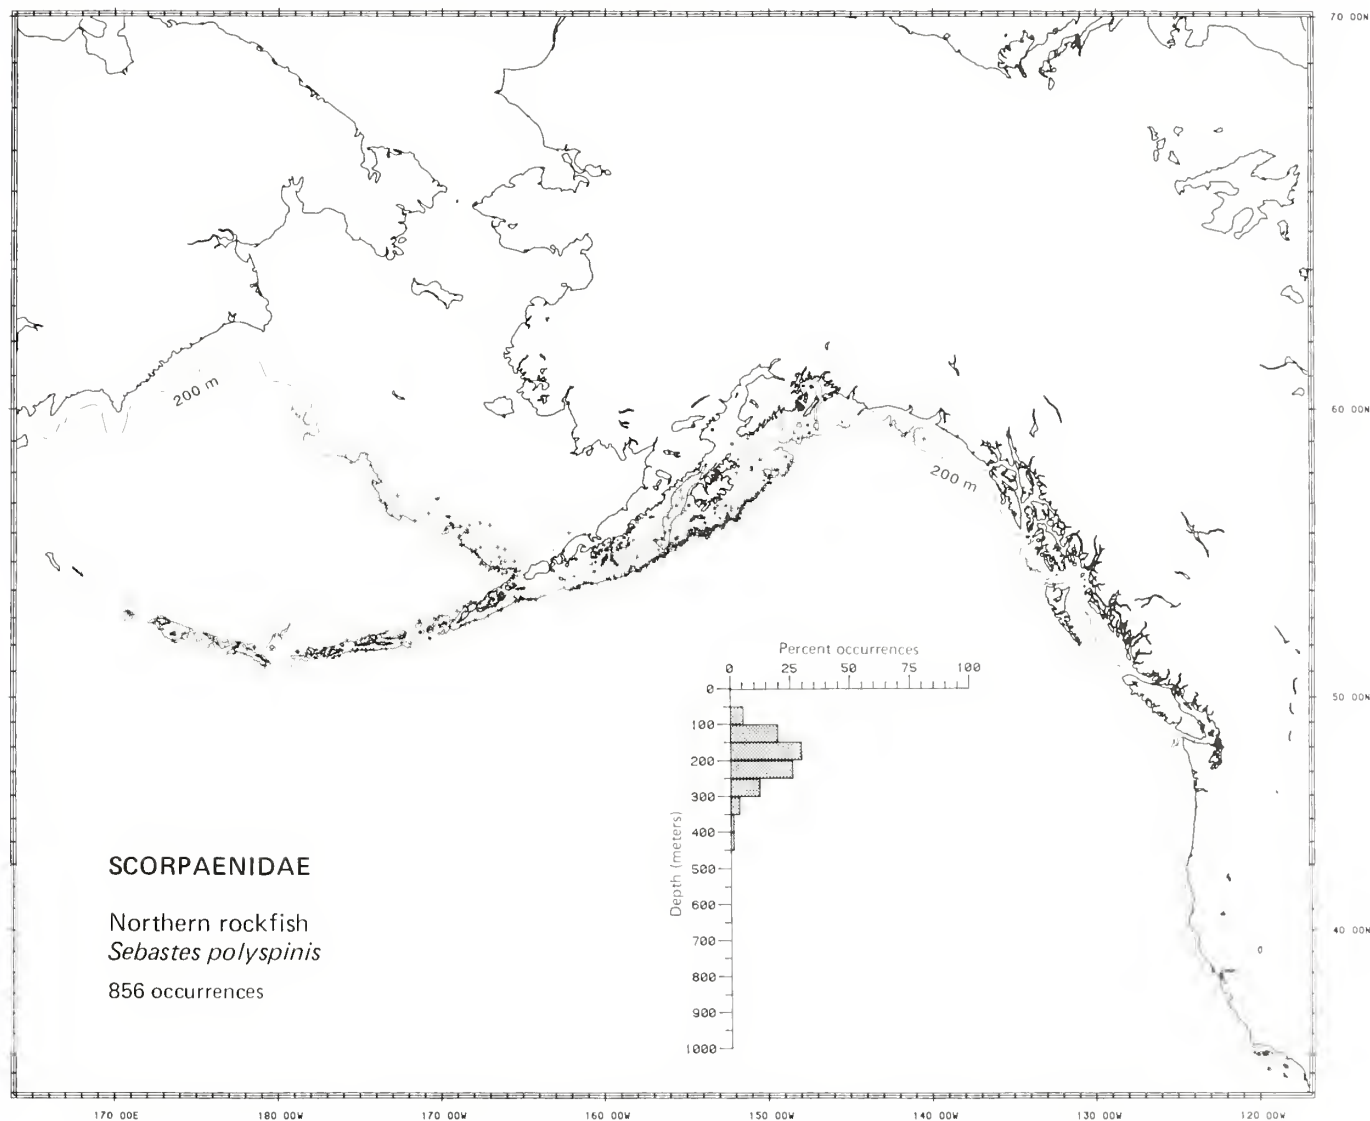 70 00N
200 m
60 00N
200 m
Percent occurrences
0 25 50 75 100
50 00N
0
100
200
300
400
500
600
700
800
900
1000
Depth (meters)
40 00N
SCORPAENIDAE
Northern rockfish
Sebastes polyspinis
856 occurrences
170 00E 180 00W 170 00W 160 00W 150 00W 140 00W 130 00W 120 00W